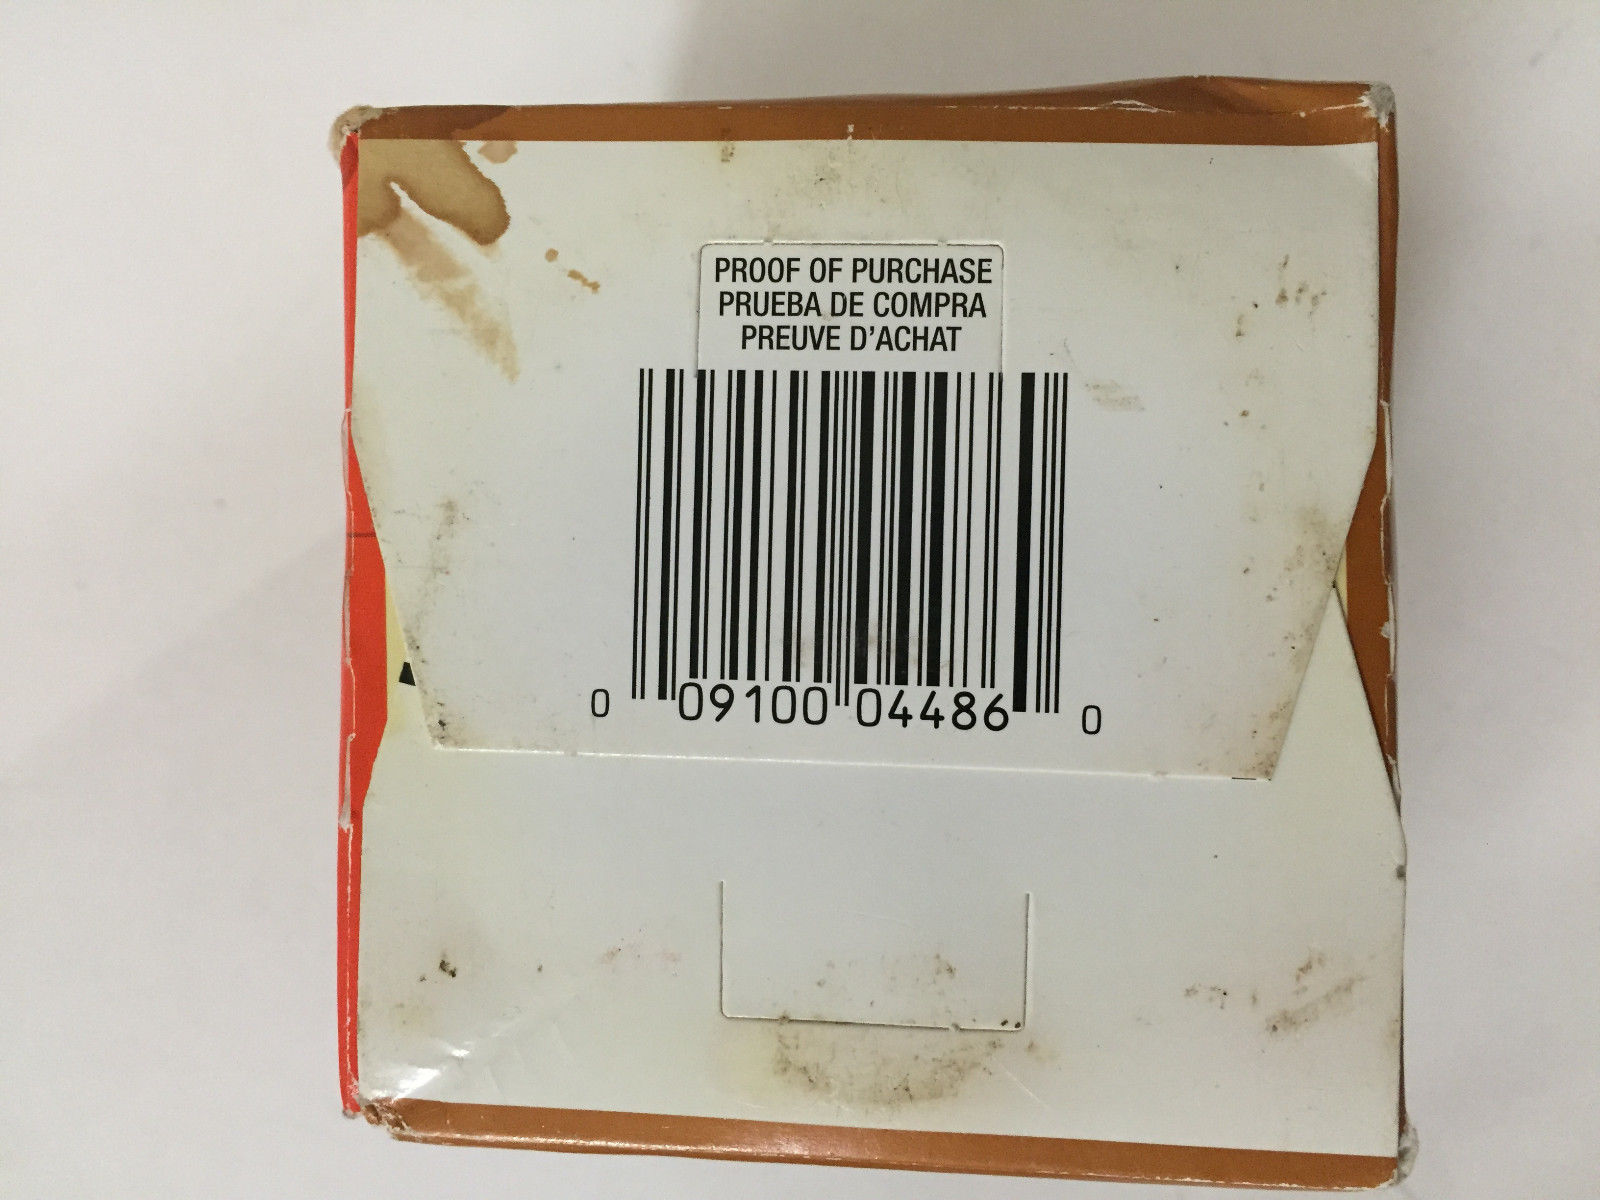 PROOF OF PURCHASE
PRUEBA DE COMPRA
PREUVE D'ACHAT
0 09100 04486 0